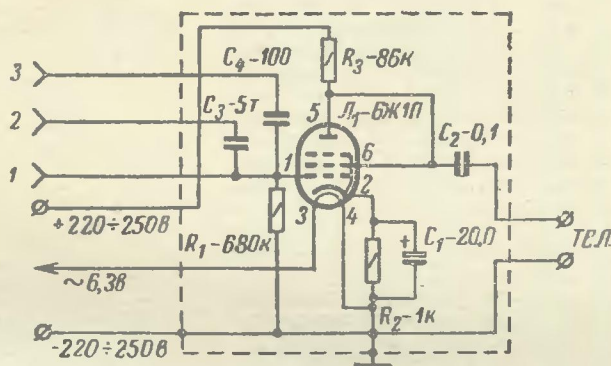 3
C₄-100
R₃-86к
2
C₃-5т
5
Л₁-6Ж1П
C₂-0,1
1
1
6
2
+220÷250в
3
4
R₁-680к
+
C₁-20,0
ТЕЛ.
~6,3в
R₂-1к
-220÷250в